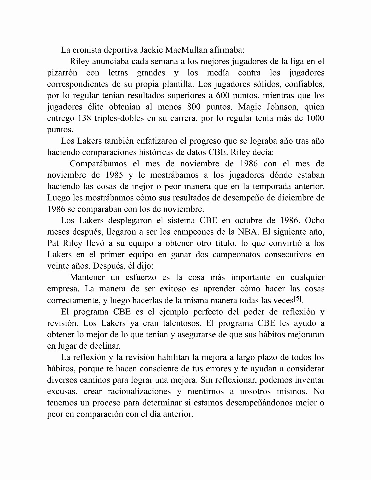 La cronista deportiva Jackie MacMullan afirmaba:
Riley anunciaba cada semana a los mejores jugadores de la liga en el
pizarrón con letras grandes y los medía contra los jugadores
correspondientes de su propia plantilla. Los jugadores sólidos, confiables,
por lo regular tenían resultados superiores a 600 puntos, mientras que los
jugadores élite obtenían al menos 800 puntos. Magic Johnson, quien
entregó 138 triples-dobles en su carrera, por lo regular tenía más de 1000
puntos.
Los Lakers también enfatizaron el progreso que se lograba año tras año
haciendo comparaciones históricas de datos CBE. Riley decía:
Comparábamos el mes de noviembre de 1986 con el mes de
noviembre de 1985 y le mostrábamos a los jugadores dónde estaban
haciendo las cosas de mejor o peor manera que en la temporada anterior.
Luego les mostrábamos cómo sus resultados de desempeño de diciembre de
1986 se comparaban con los de noviembre.
Los Lakers desplegaron el sistema CBE en octubre de 1986. Ocho
meses después, llegaron a ser los campeones de la NBA. El siguiente año,
Pat Riley llevó a su equipo a obtener otro título, lo que convirtió a los
Lakers en el primer equipo en ganar dos campeonatos consecutivos en
veinte años. Después, él dijo:
Mantener un esfuerzo es la cosa más importante en cualquier
empresa. La manera de ser exitoso es aprender cómo hacer las cosas
correctamente, y luego hacerlas de la misma manera todas las veces[5].
El programa CBE es el ejemplo perfecto del poder de reflexión y
revisión. Los Lakers ya eran talentosos. El programa CBE les ayudó a
obtener lo mejor de lo que tenían y asegurarse de que sus hábitos mejoraran
en lugar de declinar.
La reflexión y la revisión habilitan la mejora a largo plazo de todos los
hábitos, porque te hacen consciente de tus errores y te ayudan a considerar
diversos caminos para lograr una mejora. Sin reflexionar, podemos inventar
excusas, crear racionalizaciones y mentirnos a nosotros mismos. No
tenemos un proceso para determinar si estamos desempeñándonos mejor o
peor en comparación con el día anterior.